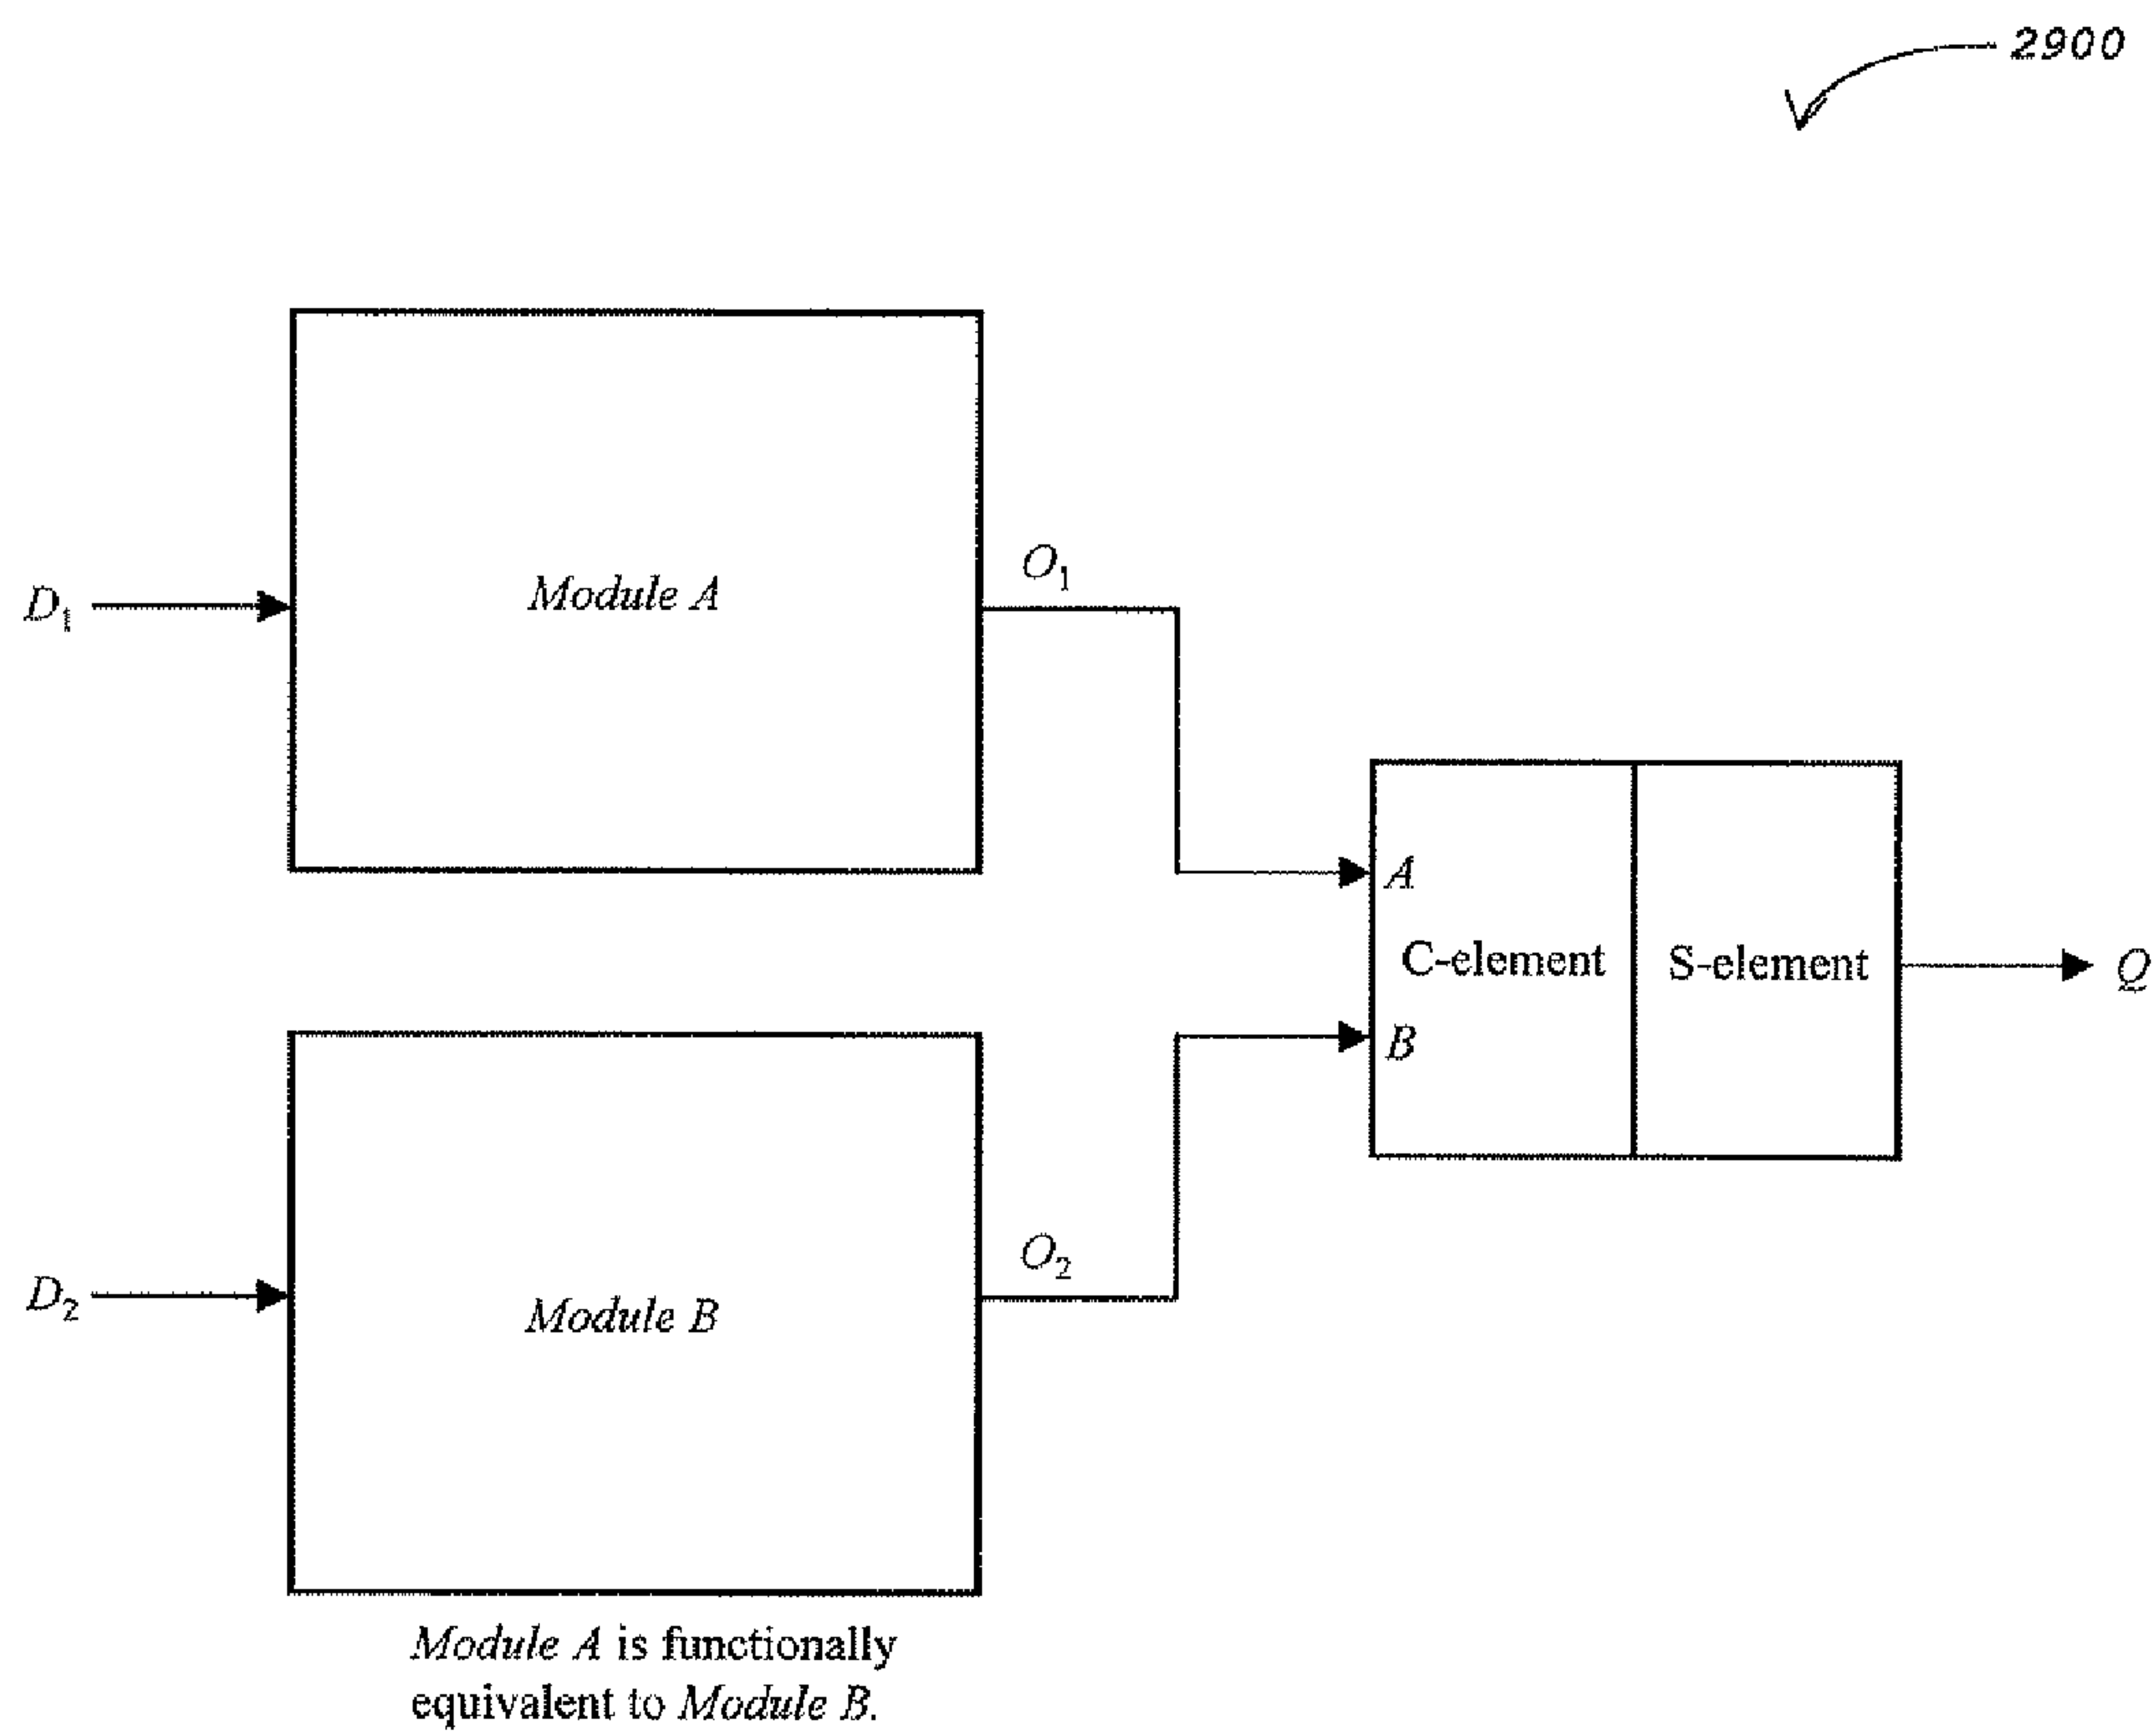 2900
D₁
Module A
O₁
A
C-element
S-element
Q
B
D₂
Module B
O₂
Module A is functionally
equivalent to Module B.